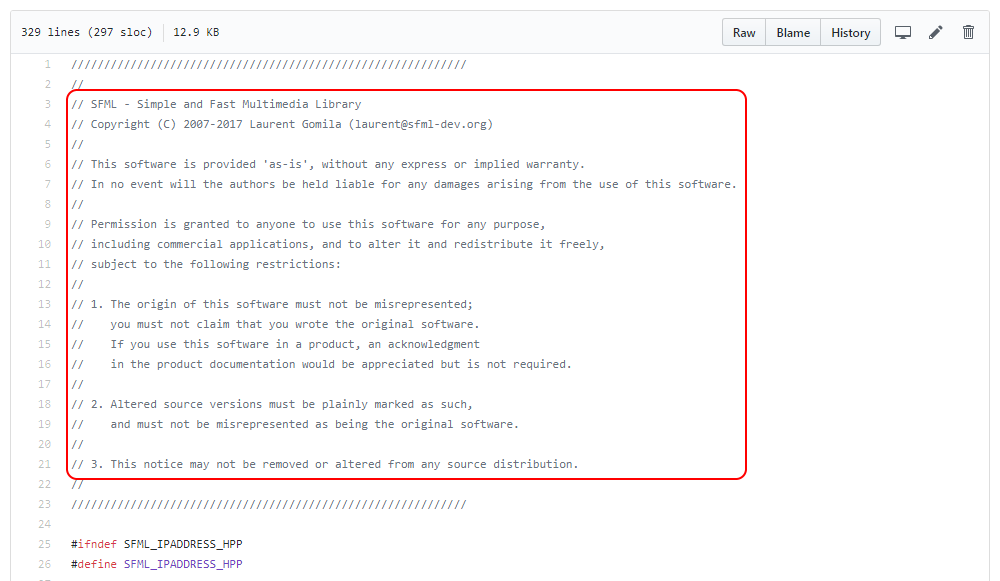 329 lines (297 sloc) 12.9 KB Raw Blame History
1 /////////////////////////////////////////////////////////////
2 //
3 // SFML - Simple and Fast Multimedia Library
4 // Copyright (C) 2007-2017 Laurent Gomila (laurent@sfml-dev.org)
5 //
6 // This software is provided 'as-is', without any express or implied warranty.
7 // In no event will the authors be held liable for any damages arising from the use of this software.
8 //
9 // Permission is granted to anyone to use this software for any purpose,
10 // including commercial applications, and to alter it and redistribute it freely,
11 // subject to the following restrictions:
12 //
13 // 1. The origin of this software must not be misrepresented;
14 //    you must not claim that you wrote the original software.
15 //    If you use this software in a product, an acknowledgment
16 //    in the product documentation would be appreciated but is not required.
17 //
18 // 2. Altered source versions must be plainly marked as such,
19 //    and must not be misrepresented as being the original software.
20 //
21 // 3. This notice may not be removed or altered from any source distribution.
22 //
23 /////////////////////////////////////////////////////////////
24
25 #ifndef SFML_IPADDRESS_HPP
26 #define SFML_IPADDRESS_HPP